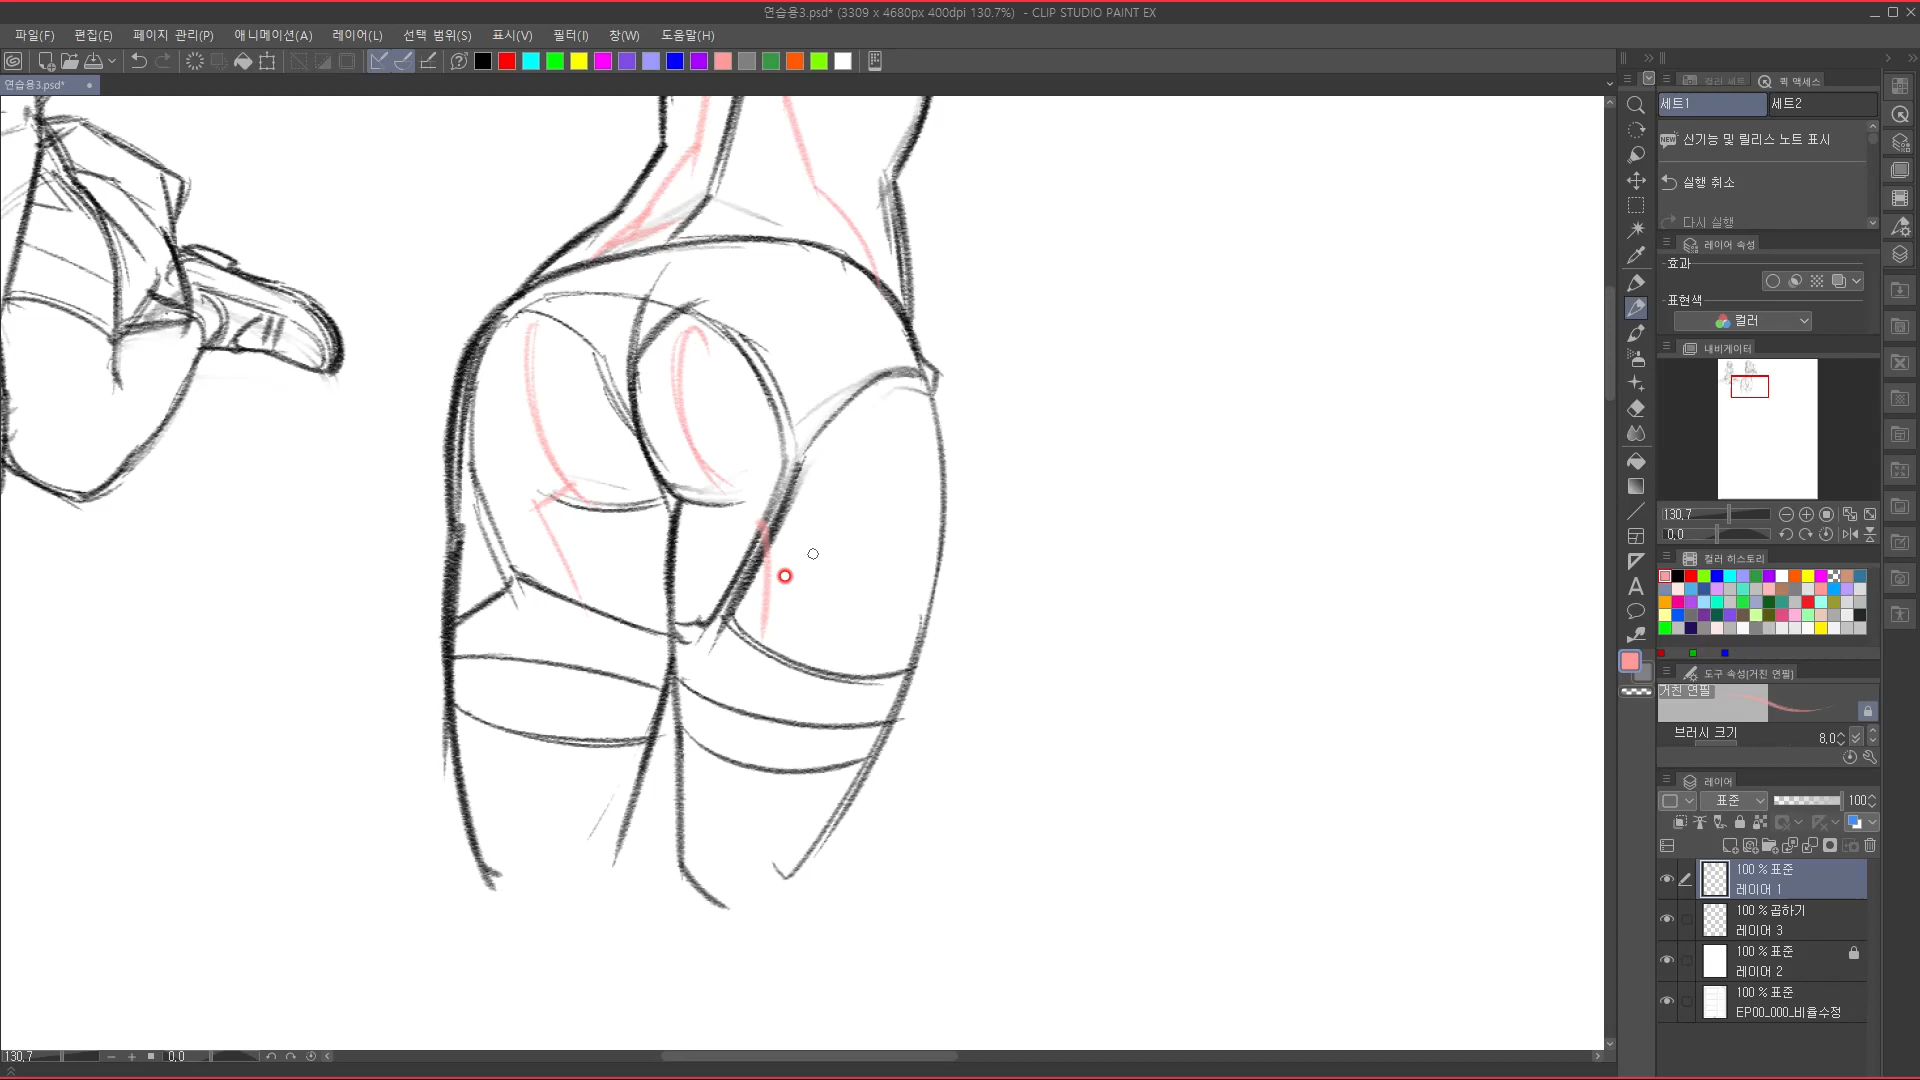 연습용3.psd* (3309 x 4680px 400dpi 130.7%) - CLIP STUDIO PAINT EX
파일(F) 편집(E) 페이지 관리(P) 애니메이션(A) 레이어(L) 선택 범위(S) 표시(V) 필터(I) 창(W) 도움말(H)
연습용3.psd*
컬러 세트 퀵 액세스
세트1 세트2
신기능 및 릴리스 노트 표시
실행 취소
다시 실행
레이어 속성
효과
표현색
컬러
내비게이터
130.7
0.0
컬러 히스토리
도구 속성[거친 연필]
거친 연필
브러시 크기 8.0
레이어
표준 100
100 % 표준
레이어 1
100 % 곱하기
레이어 3
100 % 표준
레이어 2
100 % 표준
EP00_000_비율수정
130.7 0.0